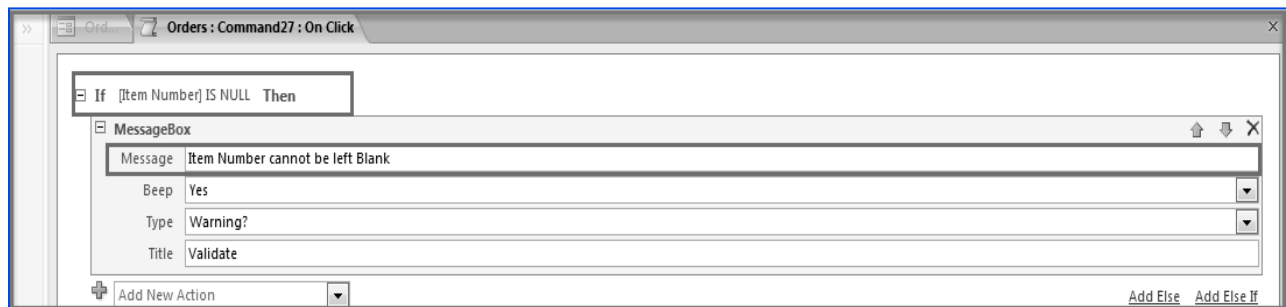 Ord... Orders : Command27 : On Click
If [Item Number] IS NULL Then
MessageBox
Message Item Number cannot be left Blank
Beep Yes
Type Warning?
Title Validate
Add New Action Add Else Add Else If